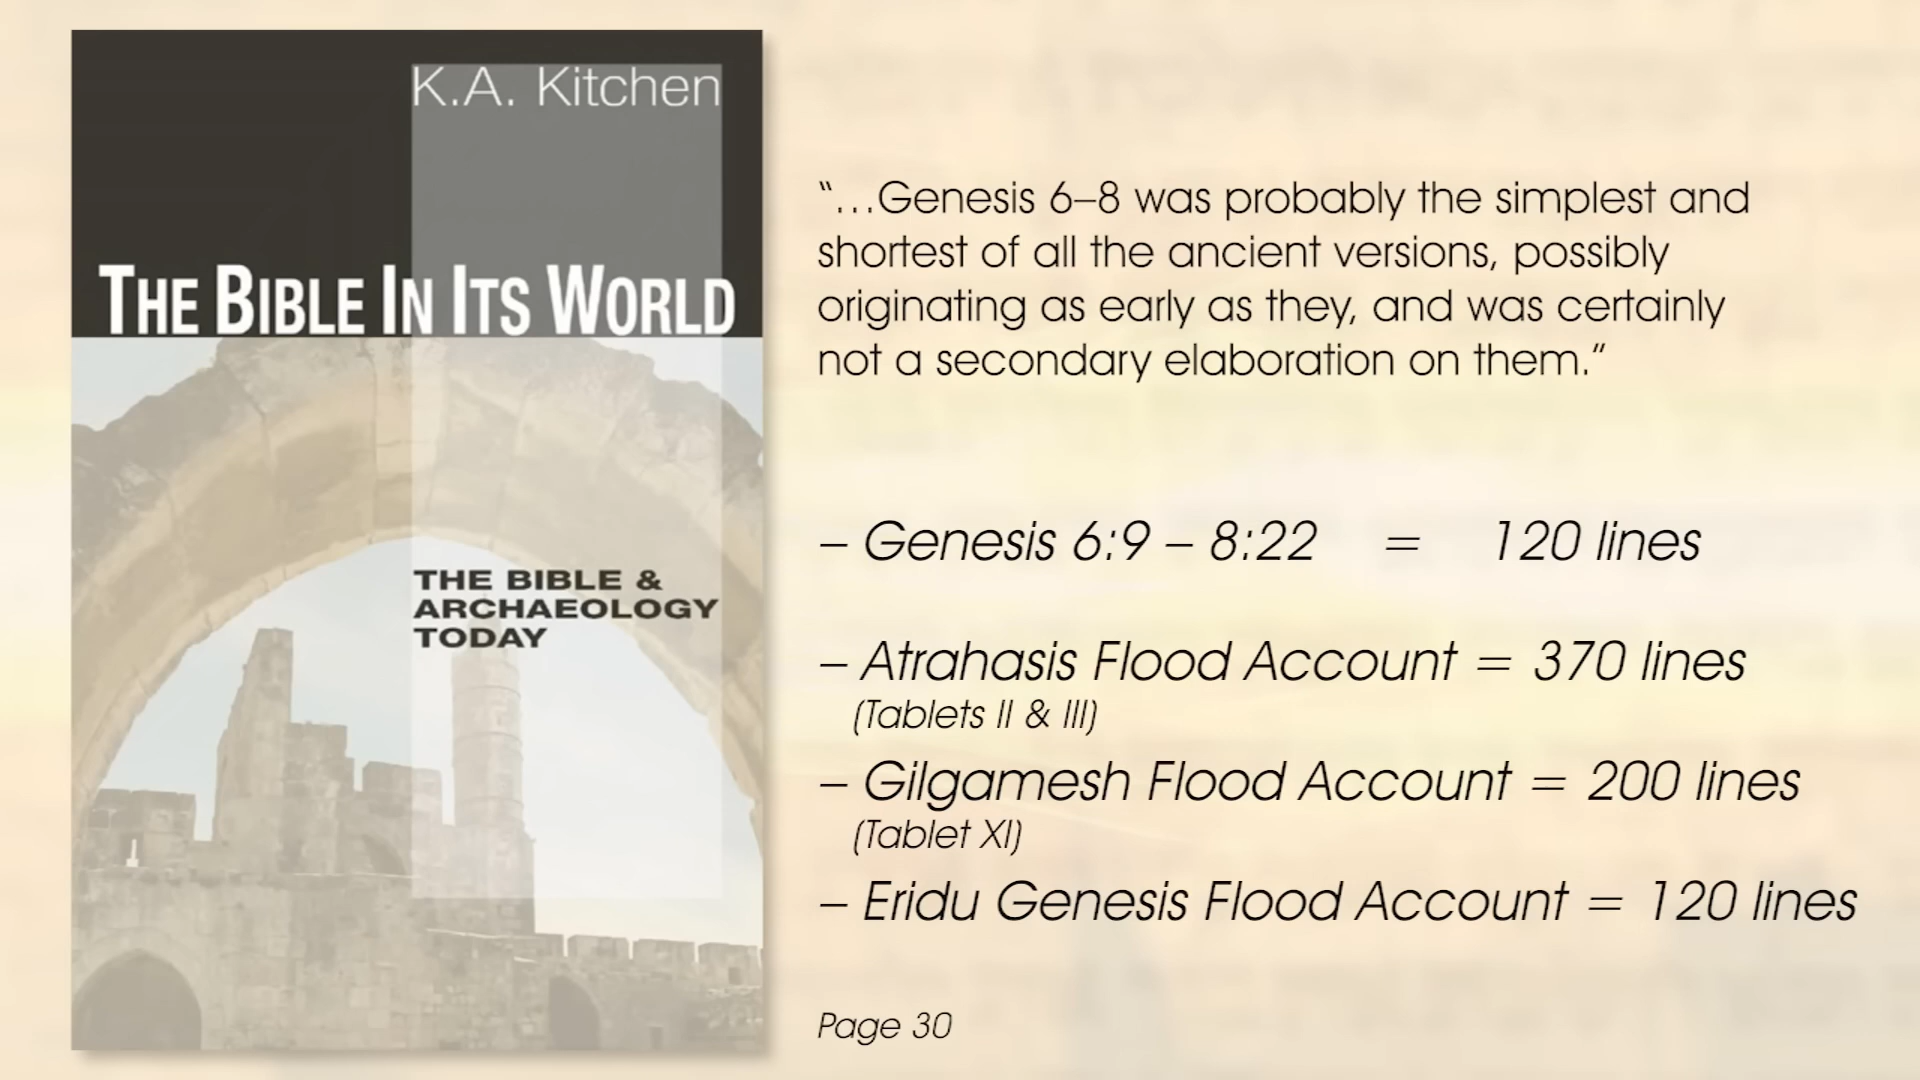 K.A. Kitchen
THE BIBLE IN ITS WORLD
THE BIBLE &
ARCHAEOLOGY
TODAY
“…Genesis 6–8 was probably the simplest and
shortest of all the ancient versions, possibly
originating as early as they, and was certainly
not a secondary elaboration on them.”
– Genesis 6:9 – 8:22 = 120 lines
– Atrahasis Flood Account = 370 lines
(Tablets II & III)
– Gilgamesh Flood Account = 200 lines
(Tablet XI)
– Eridu Genesis Flood Account = 120 lines
Page 30